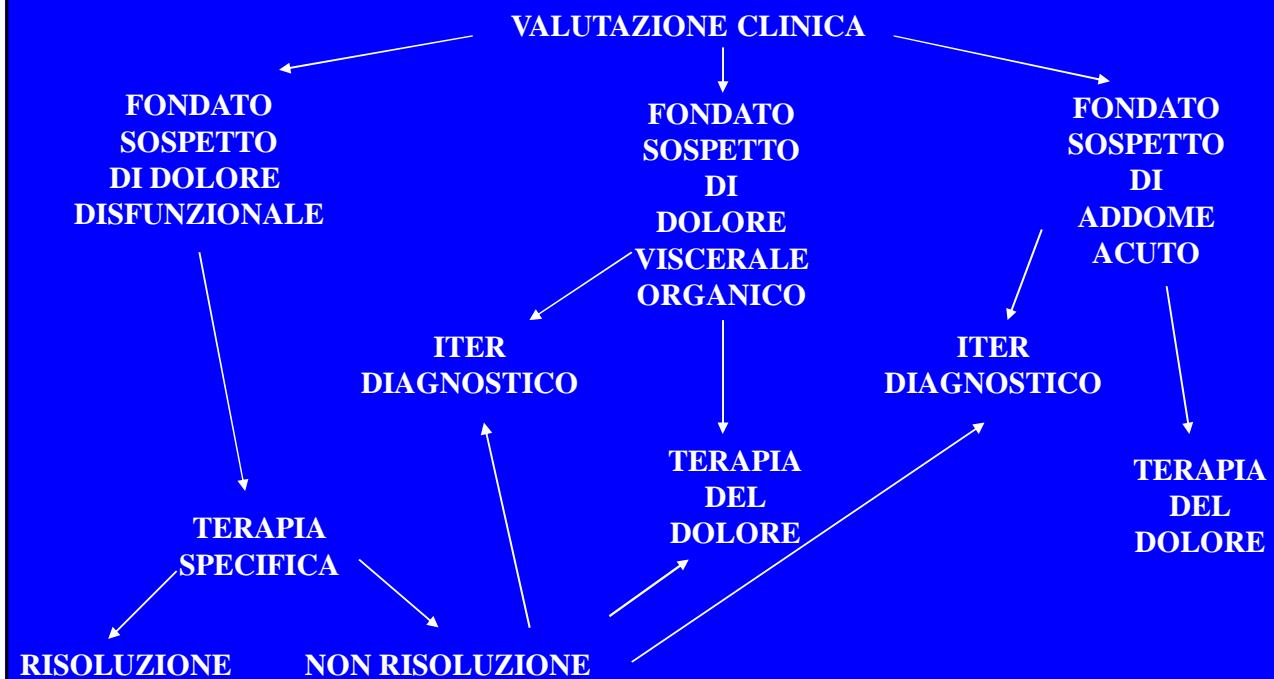 VALUTAZIONE CLINICA
FONDATO
SOSPETTO
DI DOLORE
DISFUNZIONALE
FONDATO
SOSPETTO
DI
DOLORE
VISCERALE
ORGANICO
FONDATO
SOSPETTO
DI
ADDOME
ACUTO
ITER
DIAGNOSTICO
ITER
DIAGNOSTICO
TERAPIA
DEL
DOLORE
TERAPIA
DEL
DOLORE
TERAPIA
SPECIFICA
RISOLUZIONE
NON RISOLUZIONE